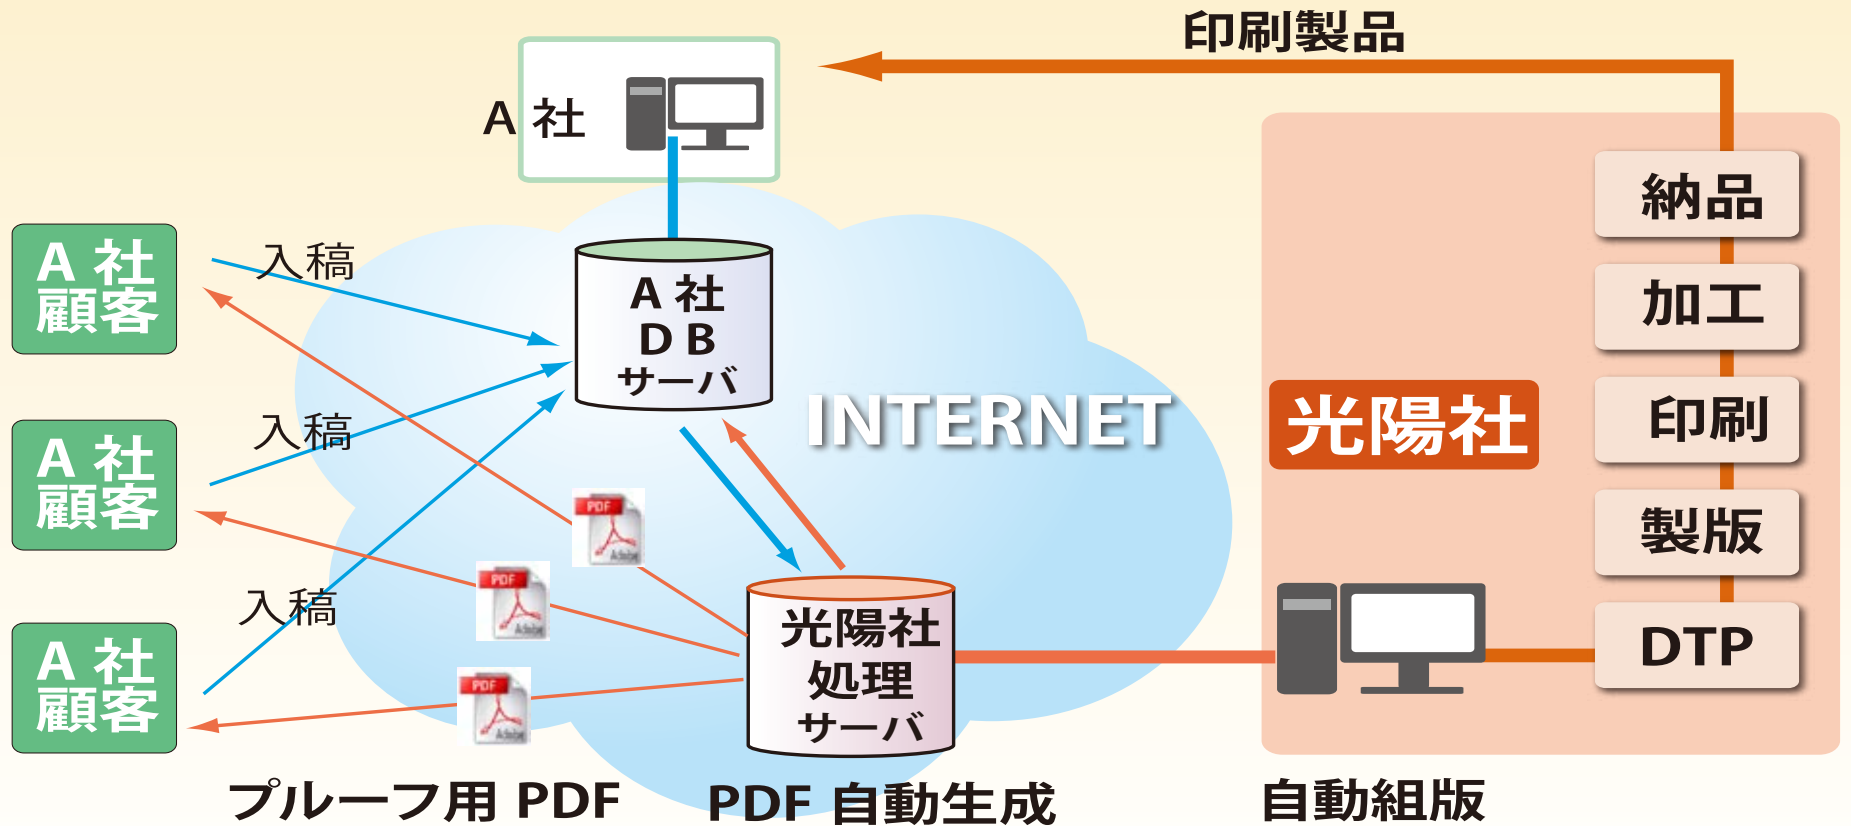 印刷製品
A 社
納品
A 社
顧客
入稿
A 社
D B
サーバ
加工
INTERNET
光陽社
印刷
A 社
顧客
入稿
PDF
Adobe
製版
PDF
Adobe
入稿
A 社
顧客
光陽社
処理
サーバ
DTP
PDF
Adobe
プルーフ用 PDF
PDF 自動生成
自動組版